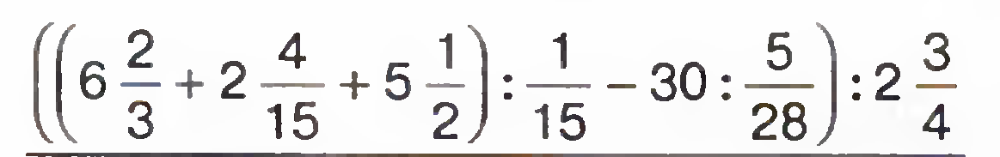 ((6 2/3 + 2 4/15 + 5 1/2) : 1/15 − 30 : 5/28) : 2 3/4